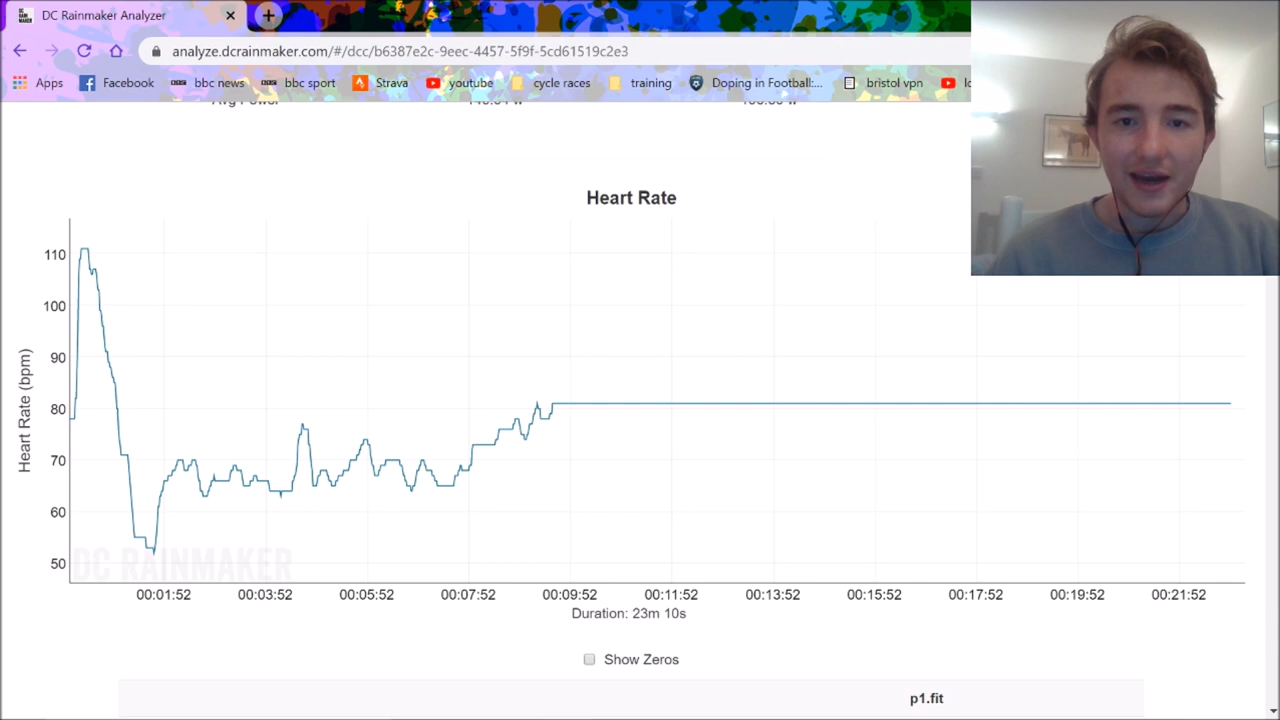 DC Rainmaker Analyzer
analyze.dcrainmaker.com/#/dcc/b6387e2c-9eec-4457-5f9f-5cd61519c2e3
Apps Facebook bbc news bbc sport Strava youtube cycle races training Doping in Football:... bristol vpn
Heart Rate
110
100
90
80
70
60
50
Heart Rate (bpm)
DC RAINMAKER
00:01:52 00:03:52 00:05:52 00:07:52 00:09:52 00:11:52 00:13:52 00:15:52 00:17:52 00:19:52 00:21:52
Duration: 23m 10s
Show Zeros
p1.fit